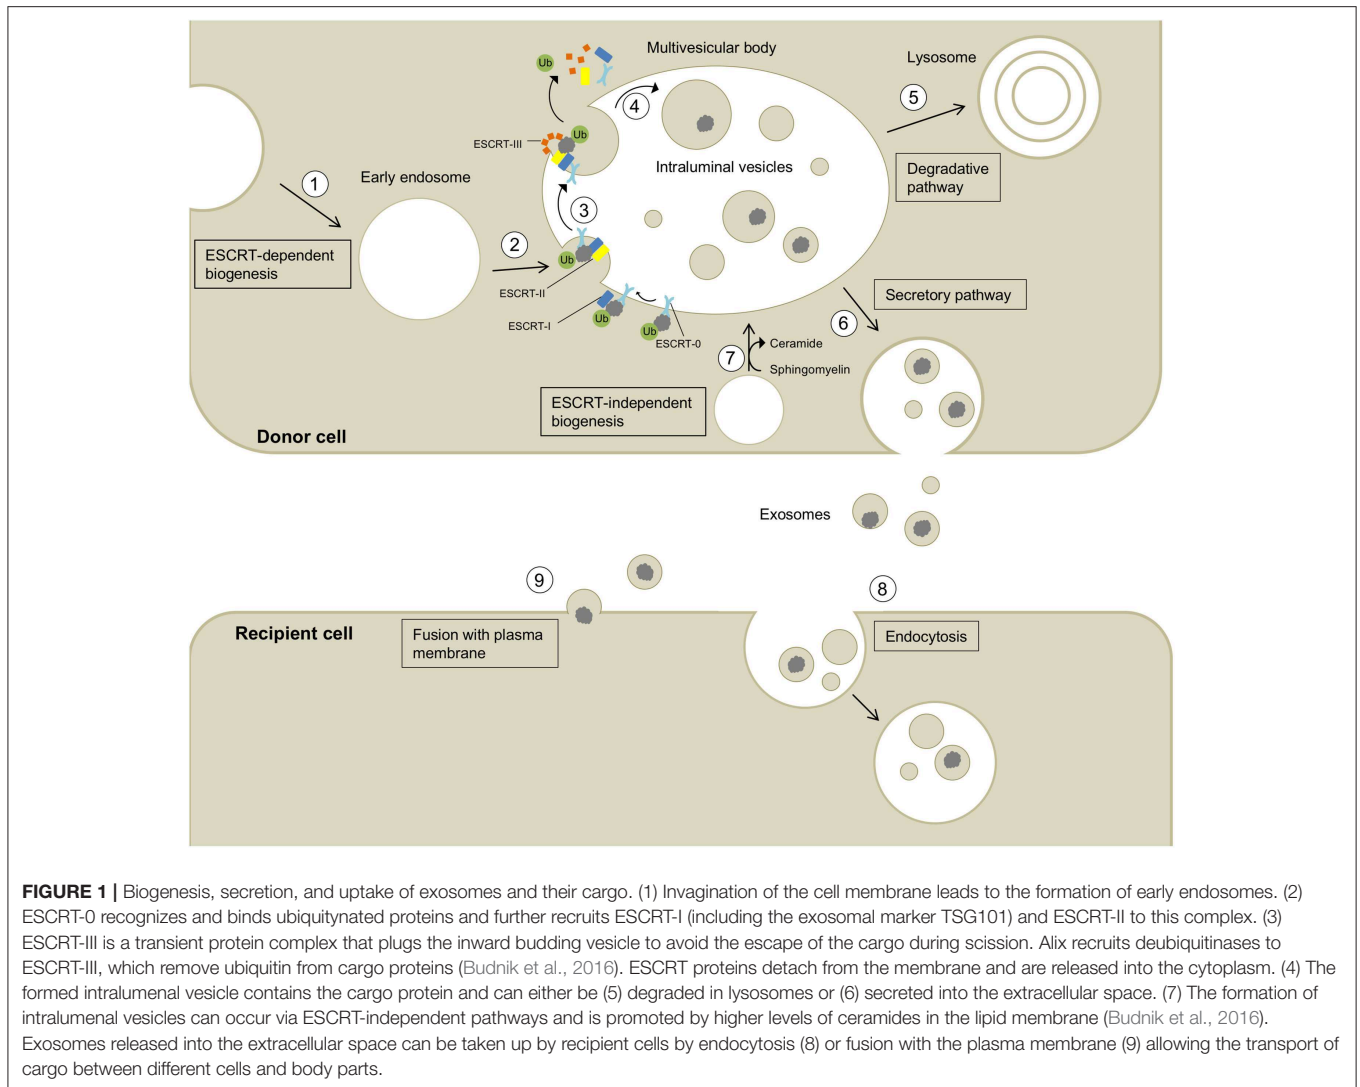 Multivesicular body
Lysosome
Ub
4
5
Ub
ESCRT-III
Intraluminal vesicles
Degradative
pathway
1
Early endosome
3
2
ESCRT-dependent
biogenesis
Ub
ESCRT-II
Secretory pathway
ESCRT-I
Ub
Ub
ESCRT-0
6
7
Ceramide
Sphingomyelin
ESCRT-independent
biogenesis
Donor cell
Exosomes
9
8
Recipient cell
Fusion with plasma
membrane
Endocytosis
FIGURE 1 | Biogenesis, secretion, and uptake of exosomes and their cargo. (1) Invagination of the cell membrane leads to the formation of early endosomes. (2)
ESCRT-0 recognizes and binds ubiquitynated proteins and further recruits ESCRT-I (including the exosomal marker TSG101) and ESCRT-II to this complex. (3)
ESCRT-III is a transient protein complex that plugs the inward budding vesicle to avoid the escape of the cargo during scission. Alix recruits deubiquitinases to
ESCRT-III, which remove ubiquitin from cargo proteins (Budnik et al., 2016). ESCRT proteins detach from the membrane and are released into the cytoplasm. (4) The
formed intralumenal vesicle contains the cargo protein and can either be (5) degraded in lysosomes or (6) secreted into the extracellular space. (7) The formation of
intralumenal vesicles can occur via ESCRT-independent pathways and is promoted by higher levels of ceramides in the lipid membrane (Budnik et al., 2016).
Exosomes released into the extracellular space can be taken up by recipient cells by endocytosis (8) or fusion with the plasma membrane (9) allowing the transport of
cargo between different cells and body parts.